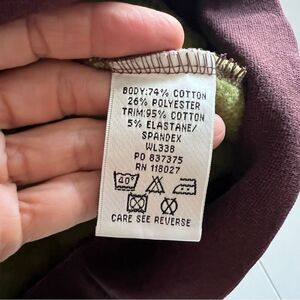 BODY:74% COTTON
26% POLYESTER
TRIM:95% COTTON
5% ELASTANE/
SPANDEX
WL338
PD 837375
RN 118027
40°
CARE SEE REVERSE